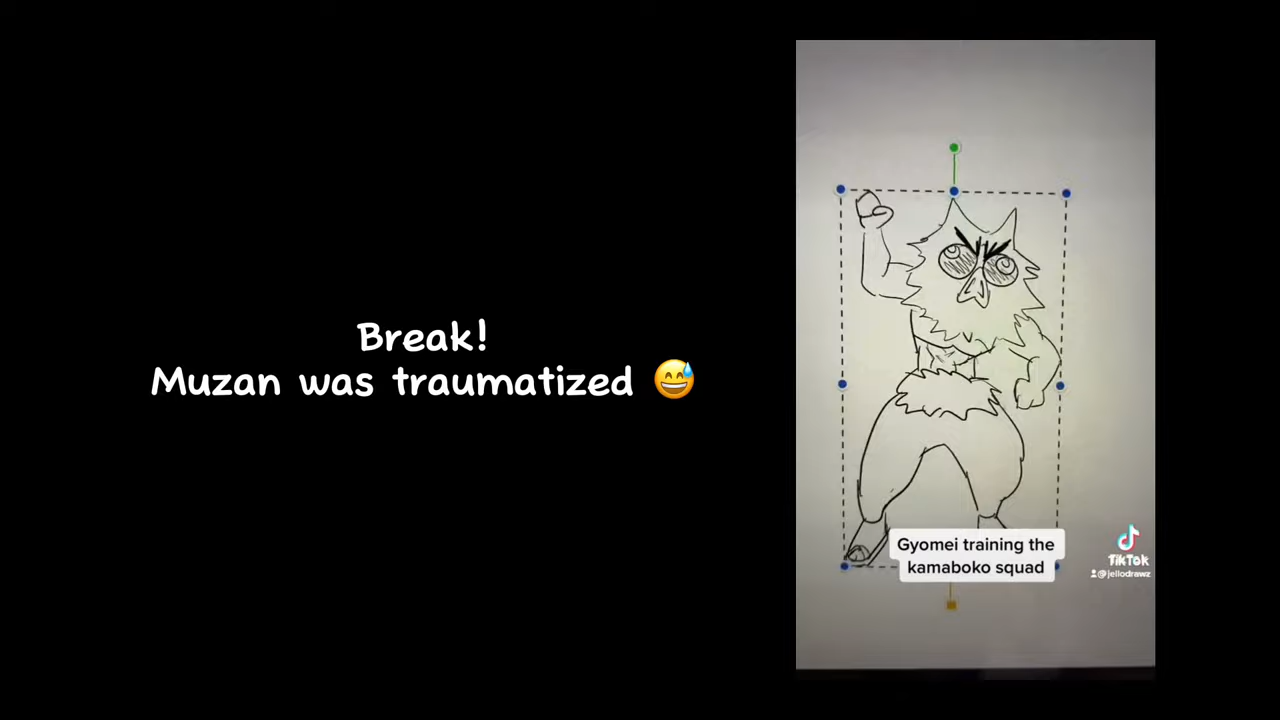 Break!
Muzan was traumatized 😅
Gyomei training the
kamaboko squad
TikTok
@jellodrawz